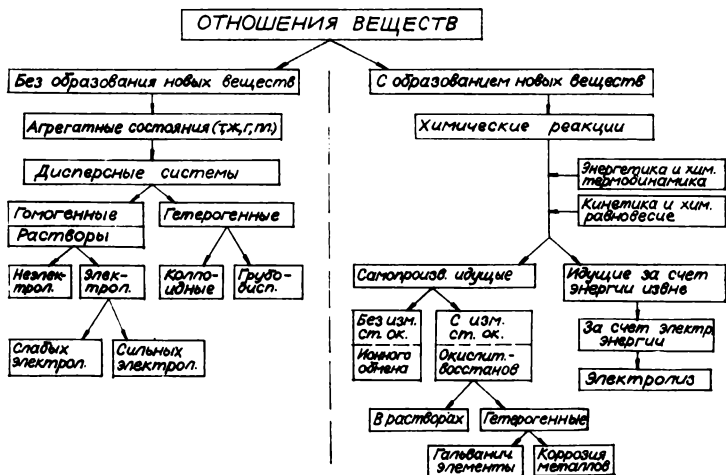 ОТНОШЕНИЯ ВЕЩЕСТВ
Без образования новых веществ
Агрегатные состояния (т,ж,г,п.)
Дисперсные системы
Гомогенные
Растворы
Гетерогенные
Неэлект-
рол.
Элек-
трол.
Колло-
идные
Грубо-
дисп.
Слабых
электрол.
Сильных
электрол.
С образованием новых веществ
Химические реакции
Энергетика и хим.
термодинамика
Кинетика и хим.
равновесие
Самопроизв. идущие
Идущие за счет
энергии извне
Без изм.
ст. ок.
Ионного
обмена
С изм.
ст. ок.
Окислит.-
восстанов
За счет электр.
энергии
Электролиз
В растворах
Гетерогенные
Гальванич.
элементы
Коррозия
металлов